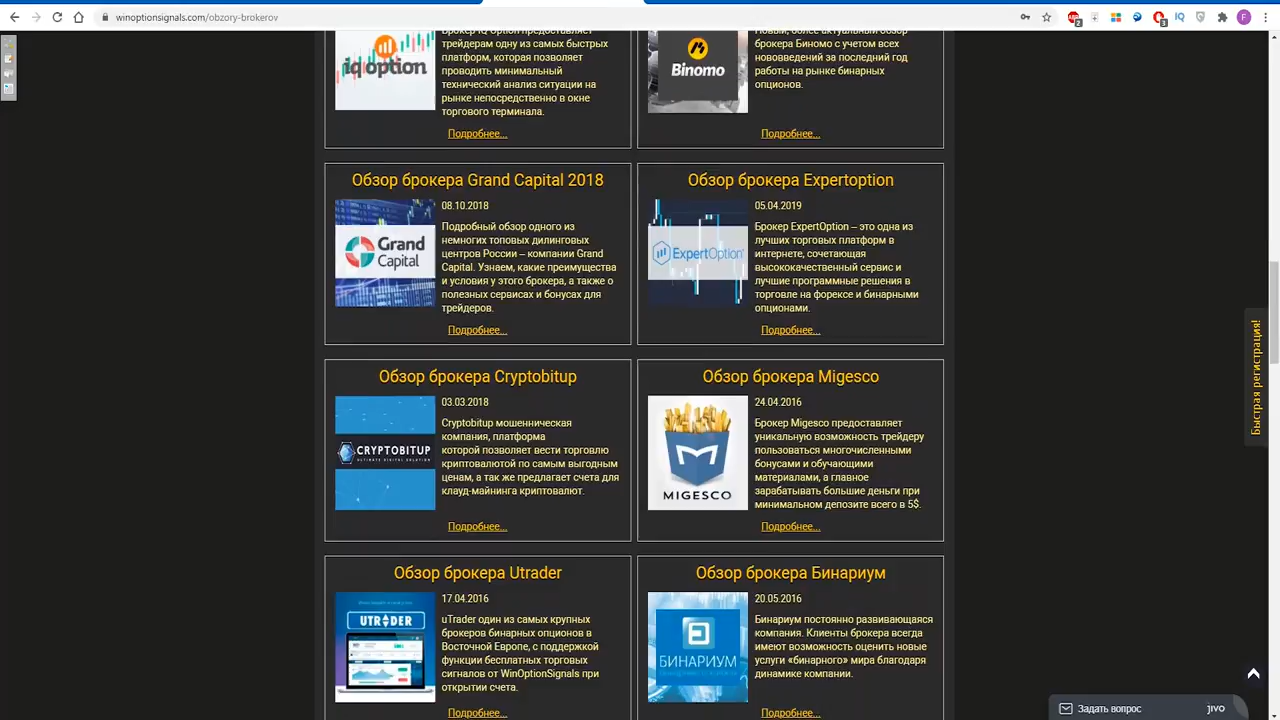 winoptionsignals.com/obzory-brokerov
Брокер IQ Option предоставляет
трейдерам одну из самых быстрых
платформ, которая позволяет
проводить минимальный
технический анализ ситуации на
рынке непосредственно в окне
торгового терминала.
Подробнее...
iq option
Новый, более актуальный обзор
брокера Биномо с учетом всех
нововведений за последний год
работы на рынке бинарных
опционов.
Подробнее...
Binomo
Обзор брокера Grand Capital 2018
08.10.2018
Подробный обзор одного из
немногих топовых дилинговых
центров России – компании Grand
Capital. Узнаем, какие преимущества
и условия у этого брокера, а также о
полезных сервисах и бонусах для
трейдеров.
Подробнее...
Grand
Capital
Обзор брокера Expertoption
05.04.2019
Брокер ExpertOption – это одна из
лучших торговых платформ в
интернете, сочетающая
высококачественный сервис и
лучшие программные решения в
торговле на форексе и бинарными
опционами.
Подробнее...
ExpertOption
Обзор брокера Cryptobitup
03.03.2018
Cryptobitup мошенническая
компания, платформа
которой позволяет вести торговлю
криптовалютой по самым выгодным
ценам, а так же предлагает счета для
клауд-майнинга криптовалют.
Подробнее...
CRYPTOBITUP
ULTIMATE DIGITAL SOLUTION
Обзор брокера Migesco
24.04.2016
Брокер Migesco предоставляет
уникальную возможность трейдеру
пользоваться многочисленными
бонусами и обучающими
материалами, а главное
зарабатывать большие деньги при
минимальном депозите всего в 5$.
Подробнее...
MIGESCO
Обзор брокера Utrader
17.04.2016
uTrader один из самых крупных
брокеров бинарных опционов в
Восточной Европе, с поддержкой
функции бесплатных торговых
сигналов от WinOptionSignals при
открытии счета.
Подробнее...
UTRADER
Обзор брокера Бинариум
20.05.2016
Бинариум постоянно развивающаяся
компания. Клиенты брокера всегда
имеют возможность оценить новые
услуги «бинарного» мира благодаря
динамике компании.
Подробнее...
БИНАРИУМ
Быстрая регистрация!
Задать вопрос
jivo